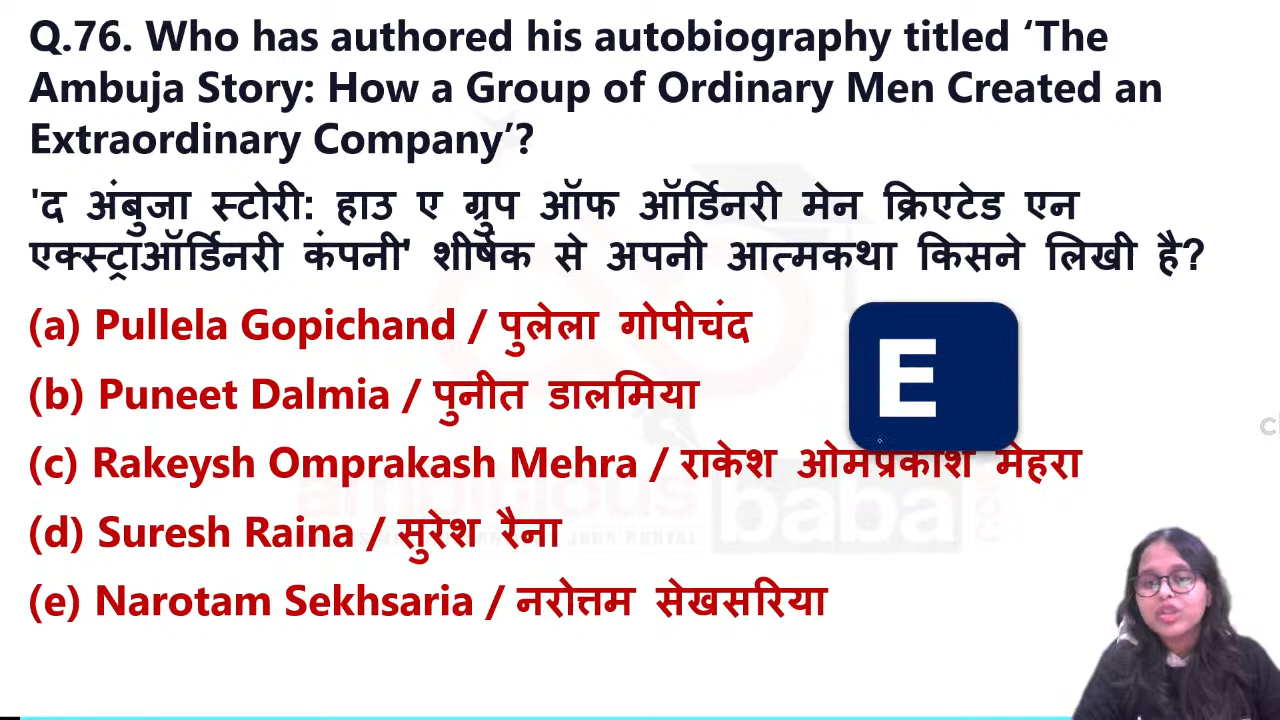 Q.76. Who has authored his autobiography titled ‘The
Ambuja Story: How a Group of Ordinary Men Created an
Extraordinary Company’?
'द अंबुजा स्टोरी: हाउ ए ग्रुप ऑफ ऑर्डिनरी मेन क्रिएटेड एन
एक्स्ट्राऑर्डिनरी कंपनी' शीर्षक से अपनी आत्मकथा किसने लिखी है?
(a) Pullela Gopichand / पुलेला गोपीचंद
(b) Puneet Dalmia / पुनीत डालमिया
E
(c) Rakeysh Omprakash Mehra / राकेश ओमप्रकाश मेहरा
ambitious baba
(d) Suresh Raina / सुरेश रैना
(e) Narotam Sekhsaria / नरोत्तम सेखसरिया